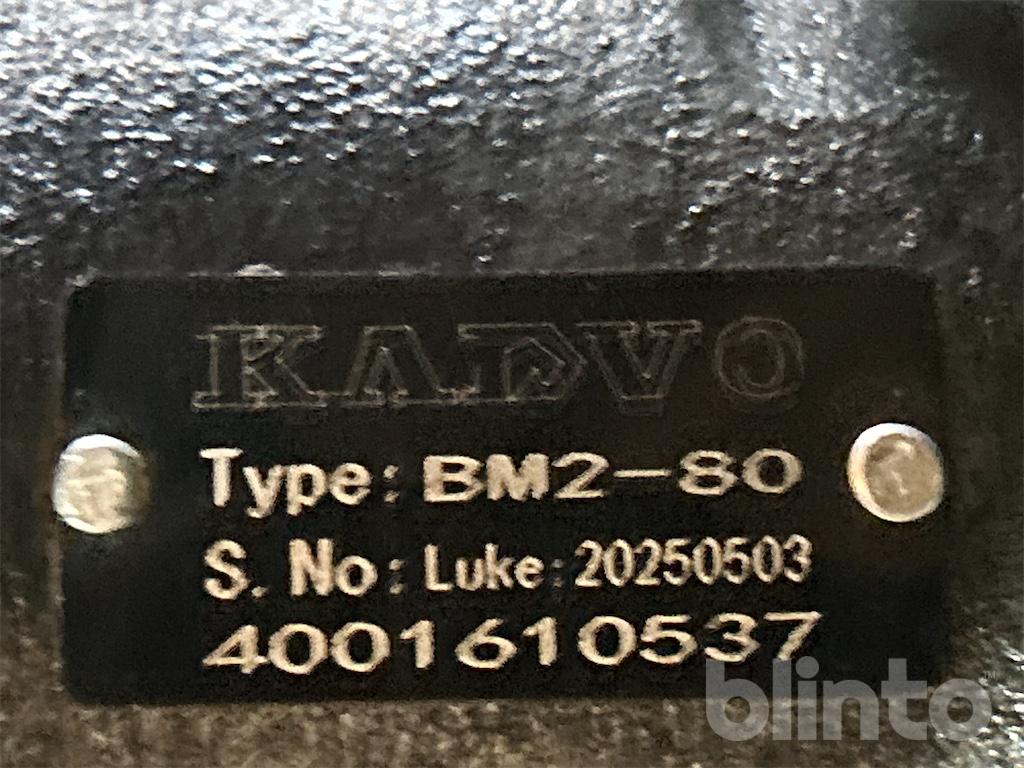 KADVO
Type: BM2-80
S. No: Luke: 20250503
4001610537
blinto